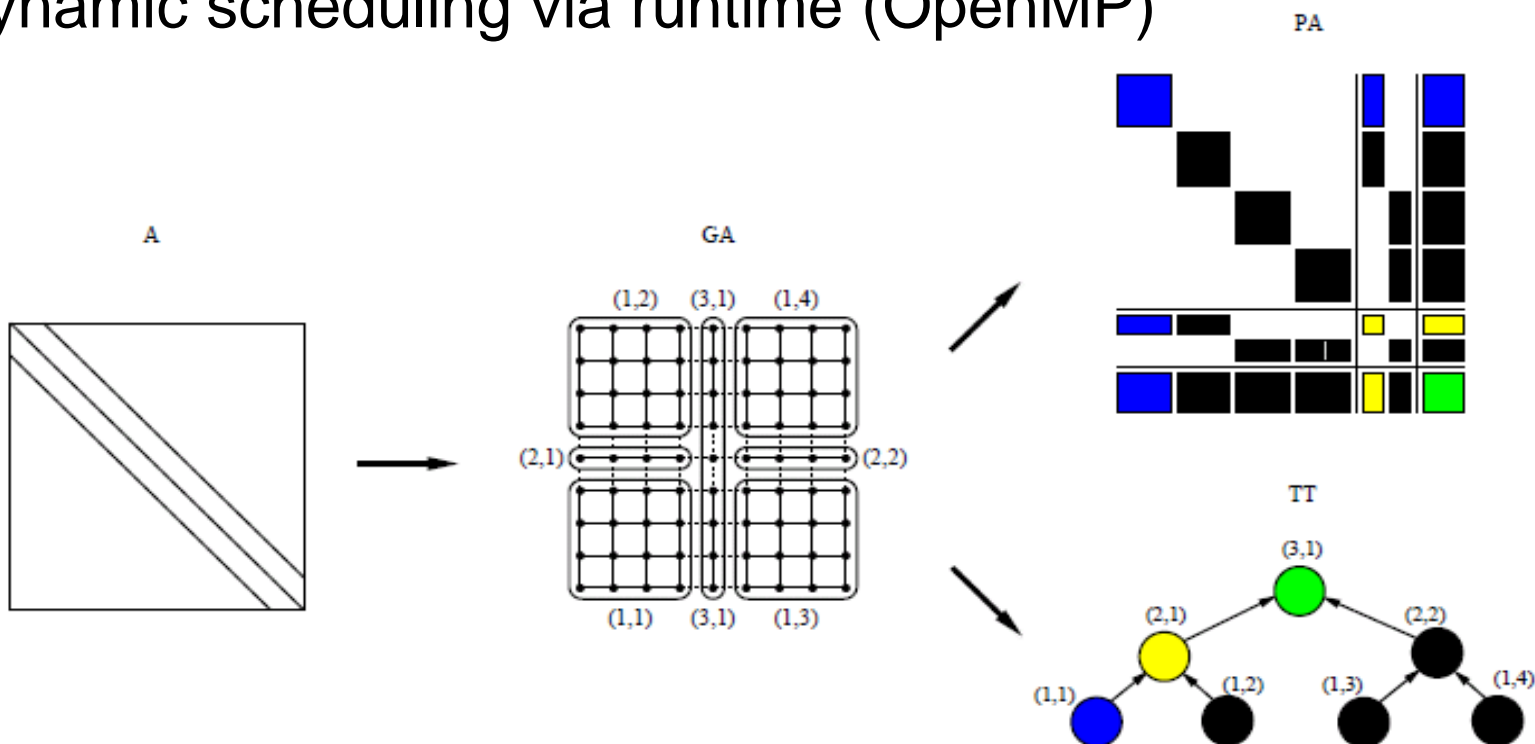 ynamic scheduling via runtime (OpenMP)
PA
A
GA
(1,2) (3,1) (1,4)
(2,1) (2,2)
(1,1) (3,1) (1,3)
TT
(3,1)
(2,1) (2,2)
(1,1) (1,2) (1,3) (1,4)